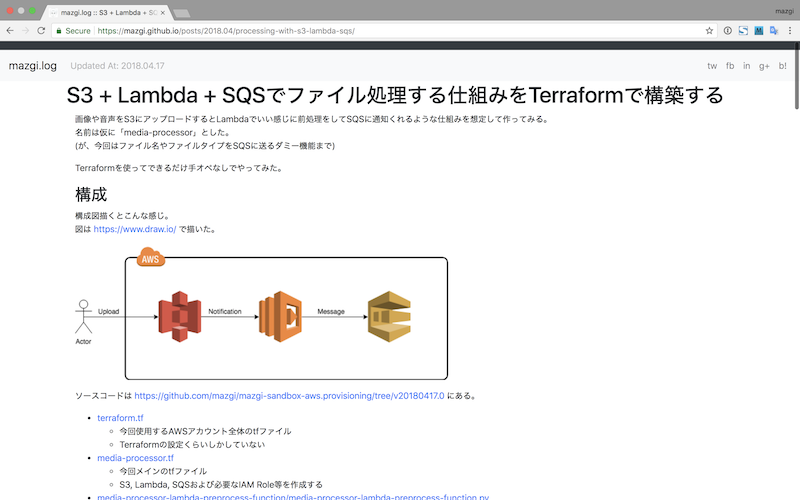 mazgi.log :: S3 + Lambda + SQ
mazgi
Secure https://mazgi.github.io/posts/2018.04/processing-with-s3-lambda-sqs/
mazgi.log Updated At: 2018.04.17 tw fb in g+ b!
S3 + Lambda + SQSでファイル処理する仕組みをTerraformで構築する
画像や音声をS3にアップロードするとLambdaでいい感じに前処理をしてSQSに通知くれるような仕組みを想定して作ってみる。
名前は仮に「media-processor」とした。
(が、今回はファイル名やファイルタイプをSQSに送るダミー機能まで)
Terraformを使ってできるだけ手オペなしでやってみた。
構成
構成図描くとこんな感じ。
図は https://www.draw.io/ で描いた。
AWS
Upload Notification Message
Actor
ソースコードは https://github.com/mazgi/mazgi-sandbox-aws.provisioning/tree/v20180417.0 にある。
terraform.tf
今回使用するAWSアカウント全体のtfファイル
Terraformの設定くらいしかしていない
media-processor.tf
今回メインのtfファイル
S3, Lambda, SQSおよび必要なIAM Role等を作成する
media-processor-lambda-preprocess-function/media-processor-lambda-preprocess-function.py